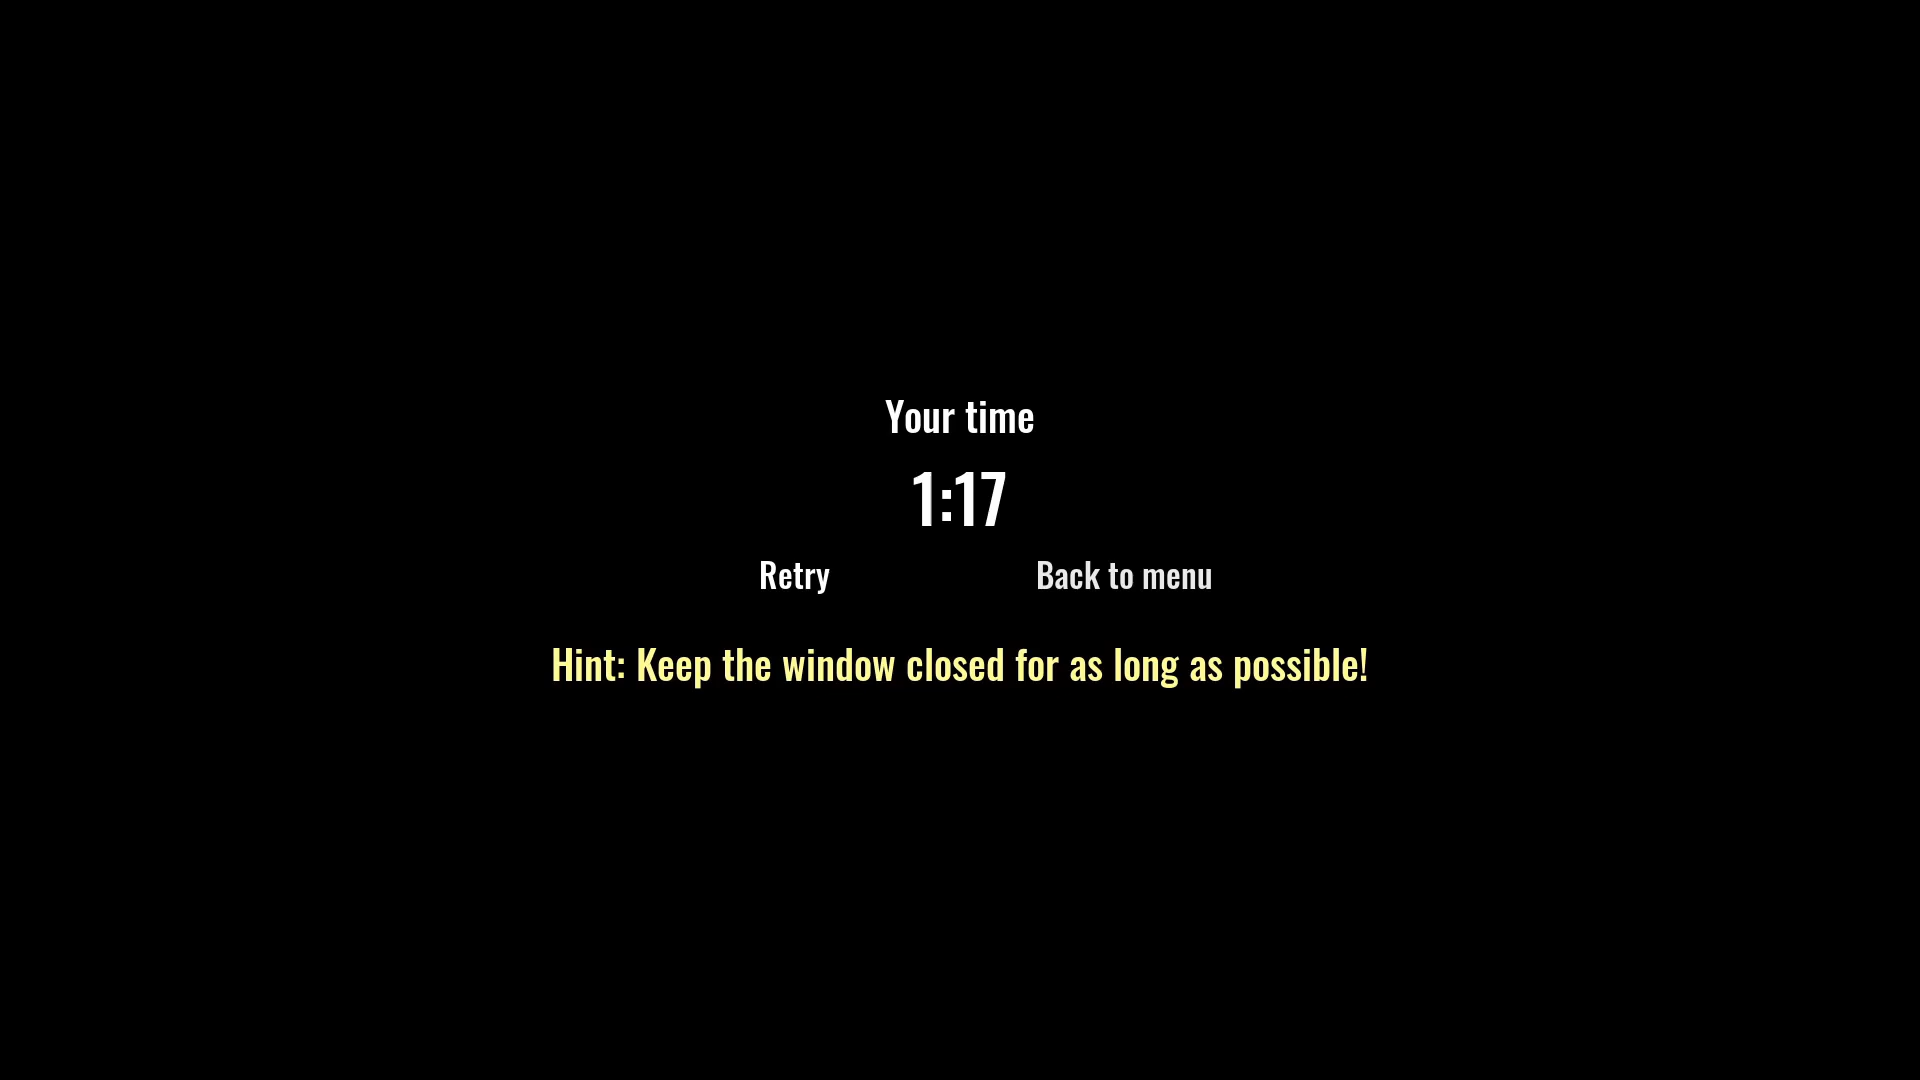 Your time
1:17
Retry Back to menu
Hint: Keep the window closed for as long as possible!